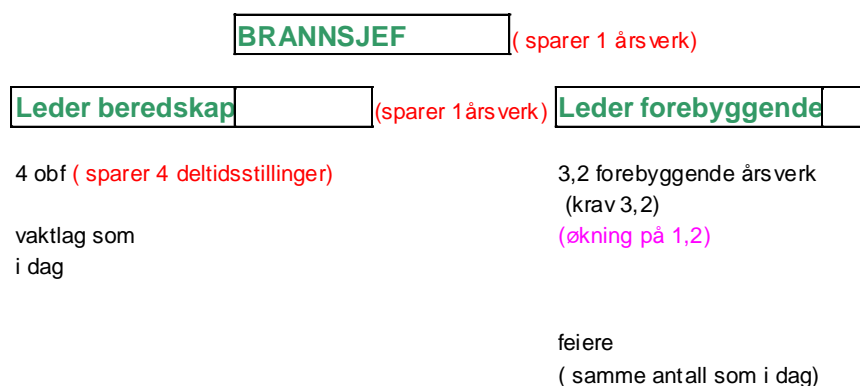 BRANNSJEF ( sparer 1 årsverk)
Leder beredskap (sparer 1årsverk) Leder forebyggende
4 obf ( sparer 4 deltidsstillinger)
vaktlag som
i dag
3,2 forebyggende årsverk
(krav 3,2)
(økning på 1,2)
feiere
( samme antall som i dag)